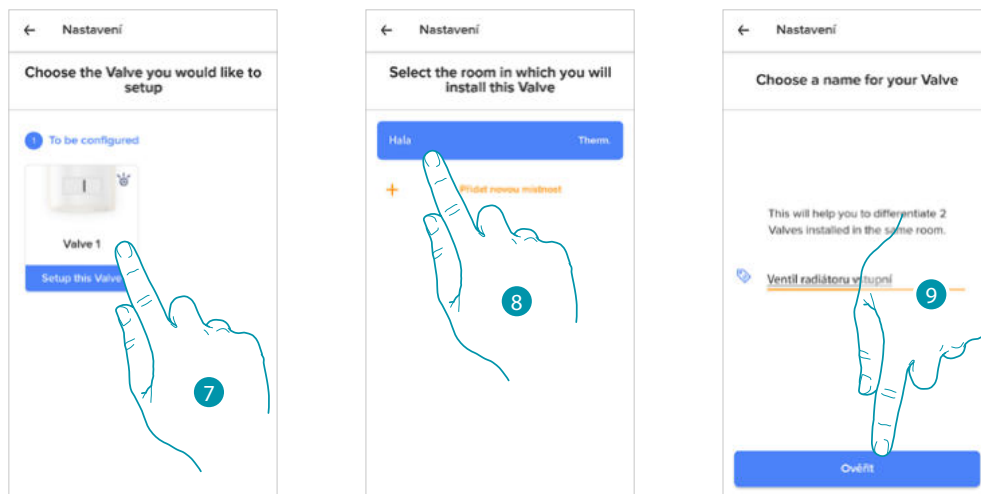 ← Nastavení
Choose the Valve you would like to
setup
1 To be configured
Valve 1
Setup this Valve
7
← Nastavení
Select the room in which you will
install this Valve
Hala Therm.
+ Přidat novou místnost
8
← Nastavení
Choose a name for your Valve
This will help you to differentiate 2
Valves installed in the same room.
Ventil radiátoru vstupní
9
Ověřit